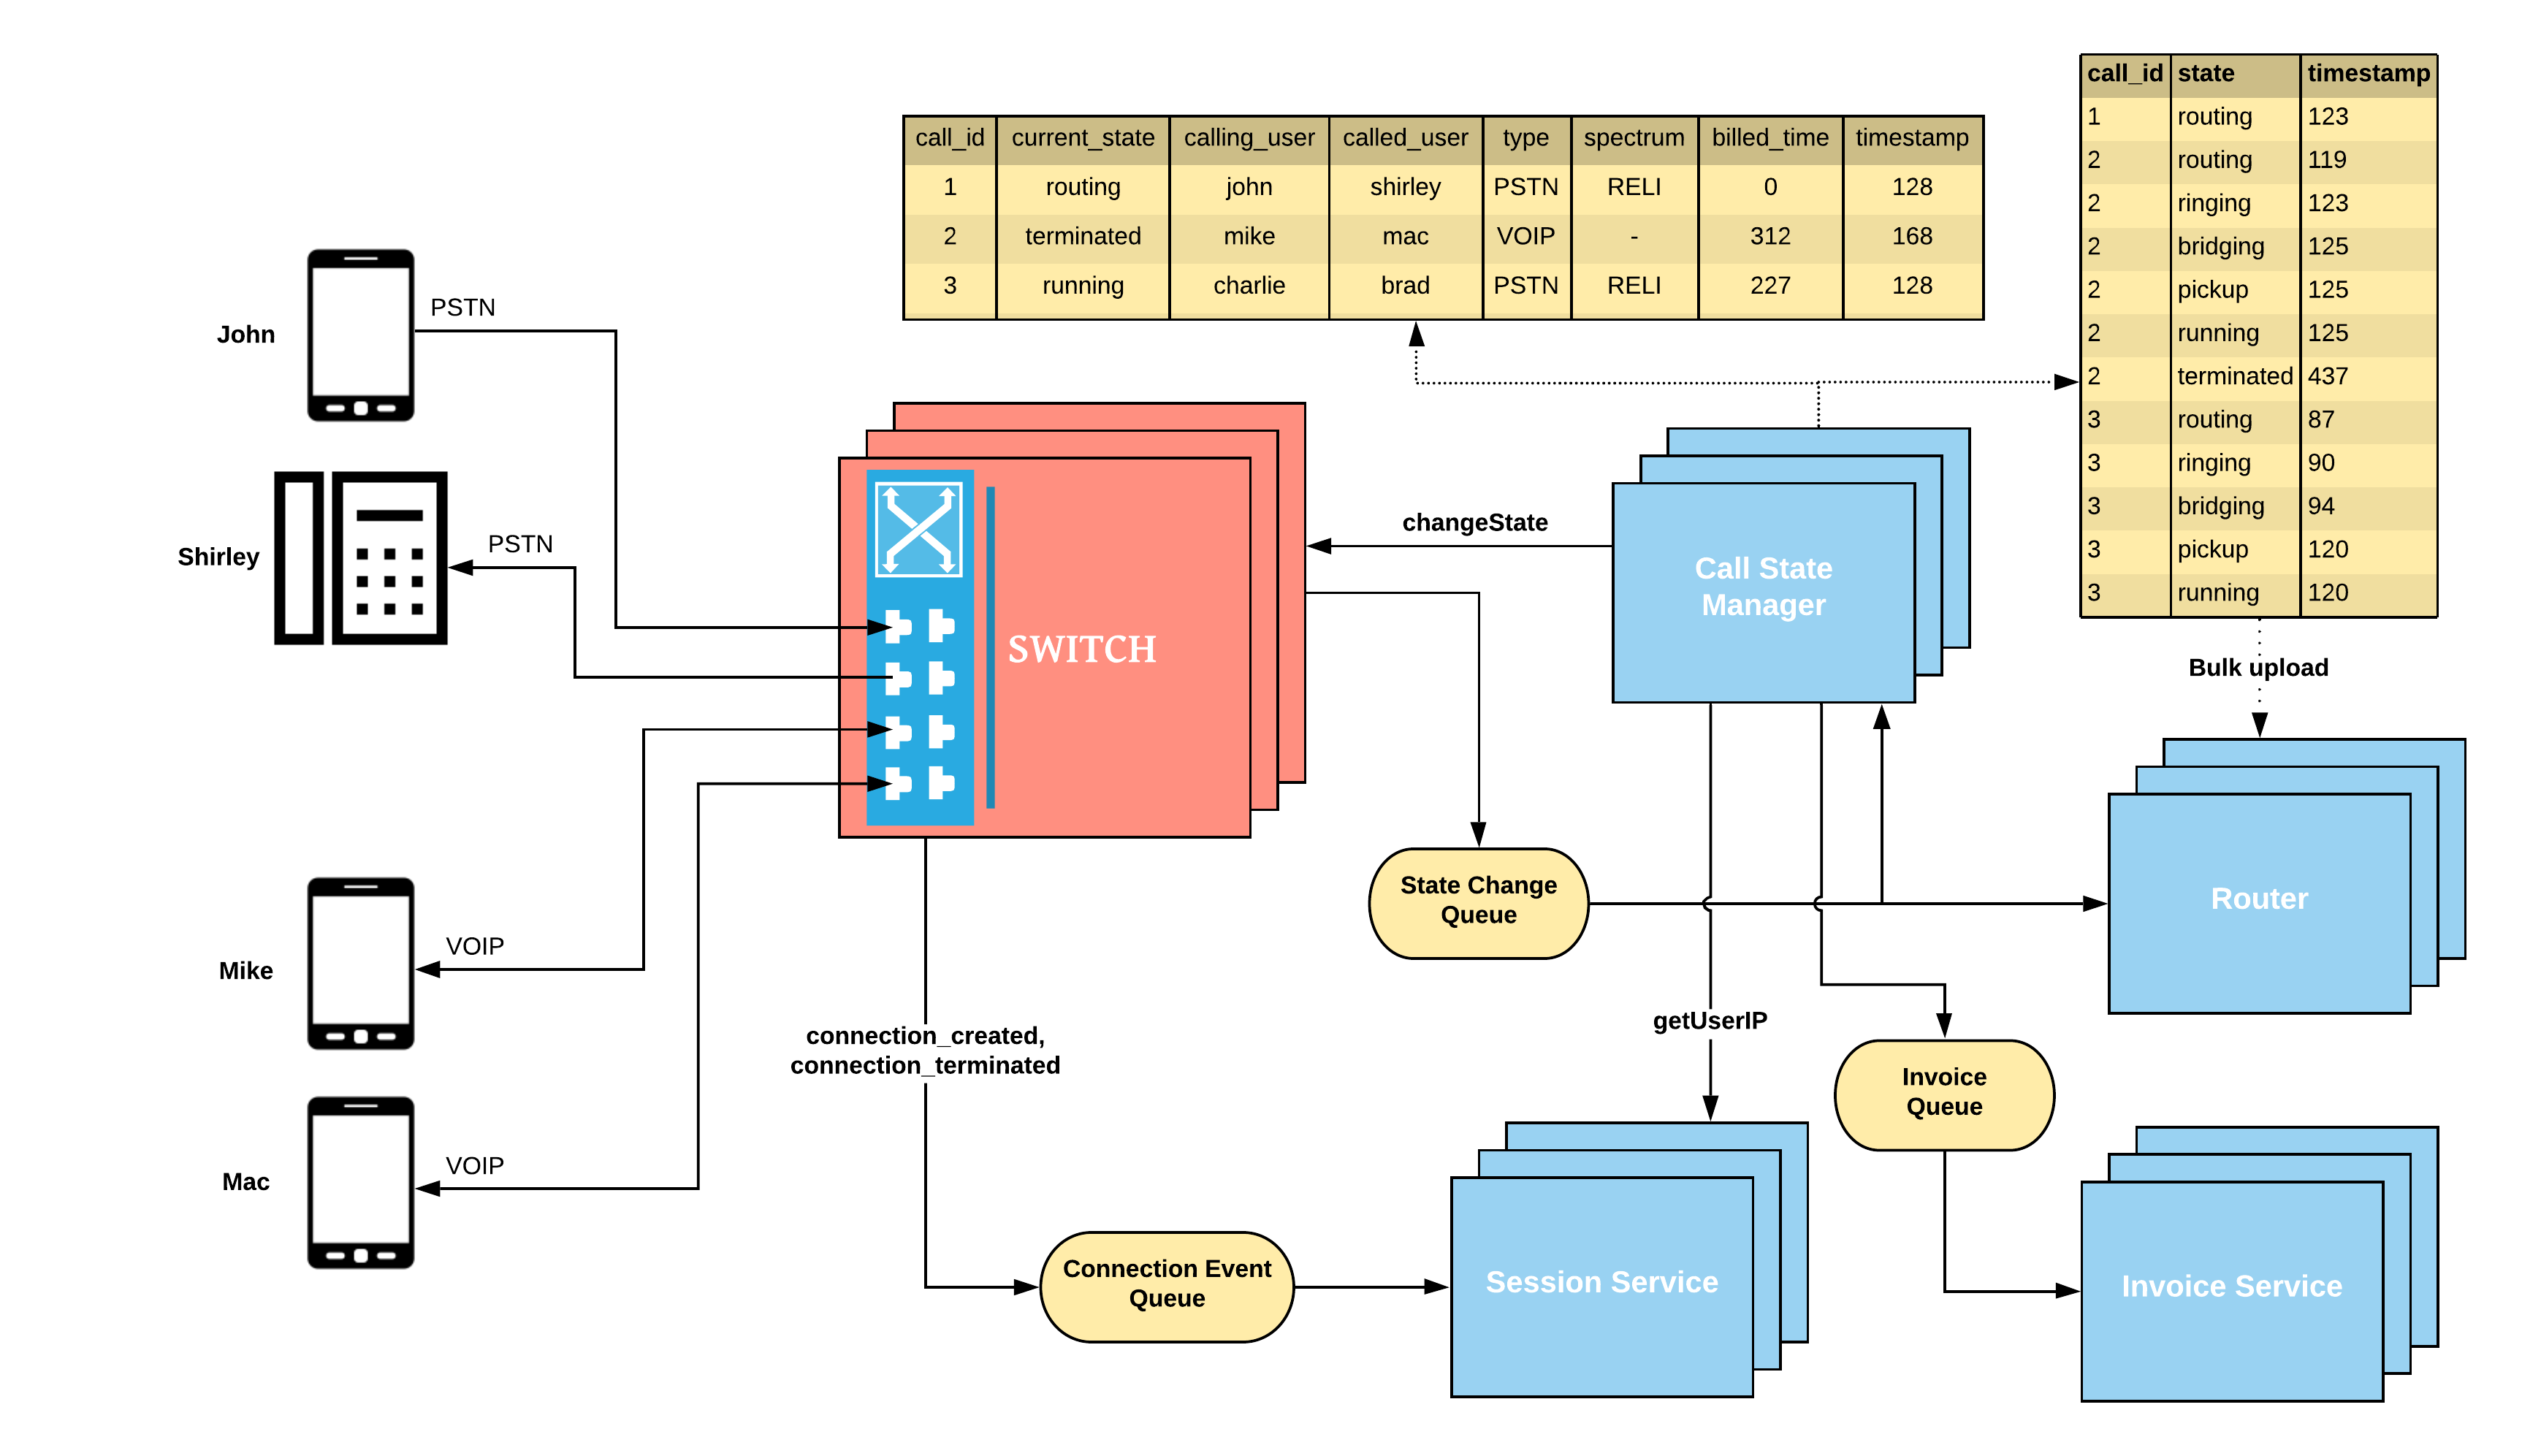 call_id state timestamp
1 routing 123
2 routing 119
2 ringing 123
2 bridging 125
2 pickup 125
2 running 125
2 terminated 437
3 routing 87
3 ringing 90
3 bridging 94
3 pickup 120
3 running 120
call_id current_state calling_user called_user type spectrum billed_time timestamp
1 routing john shirley PSTN RELI 0 128
2 terminated mike mac VOIP - 312 168
3 running charlie brad PSTN RELI 227 128
John
PSTN
Shirley
PSTN
Mike
VOIP
Mac
VOIP
SWITCH
changeState
Call State
Manager
Bulk upload
State Change
Queue
Router
connection_created,
connection_terminated
getUserIP
Invoice
Queue
Connection Event
Queue
Session Service
Invoice Service